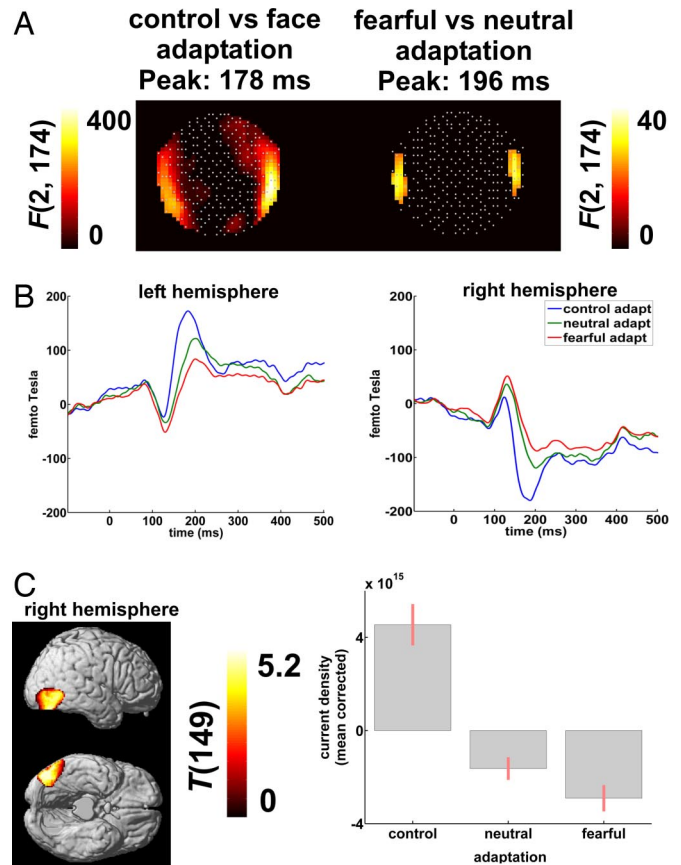 A
control vs face
adaptation
Peak: 178 ms
fearful vs neutral
adaptation
Peak: 196 ms
F(2, 174)
400
0
40
0
F(2, 174)
B
left hemisphere
femto Tesla
200
100
0
-100
-200
0 100 200 300 400 500
time (ms)
right hemisphere
control adapt
neutral adapt
fearful adapt
femto Tesla
200
100
0
-100
-200
0 100 200 300 400 500
time (ms)
C
right hemisphere
T(149)
5.2
0
x 10^15
current density
(mean corrected)
4
0
-4
control neutral fearful
adaptation